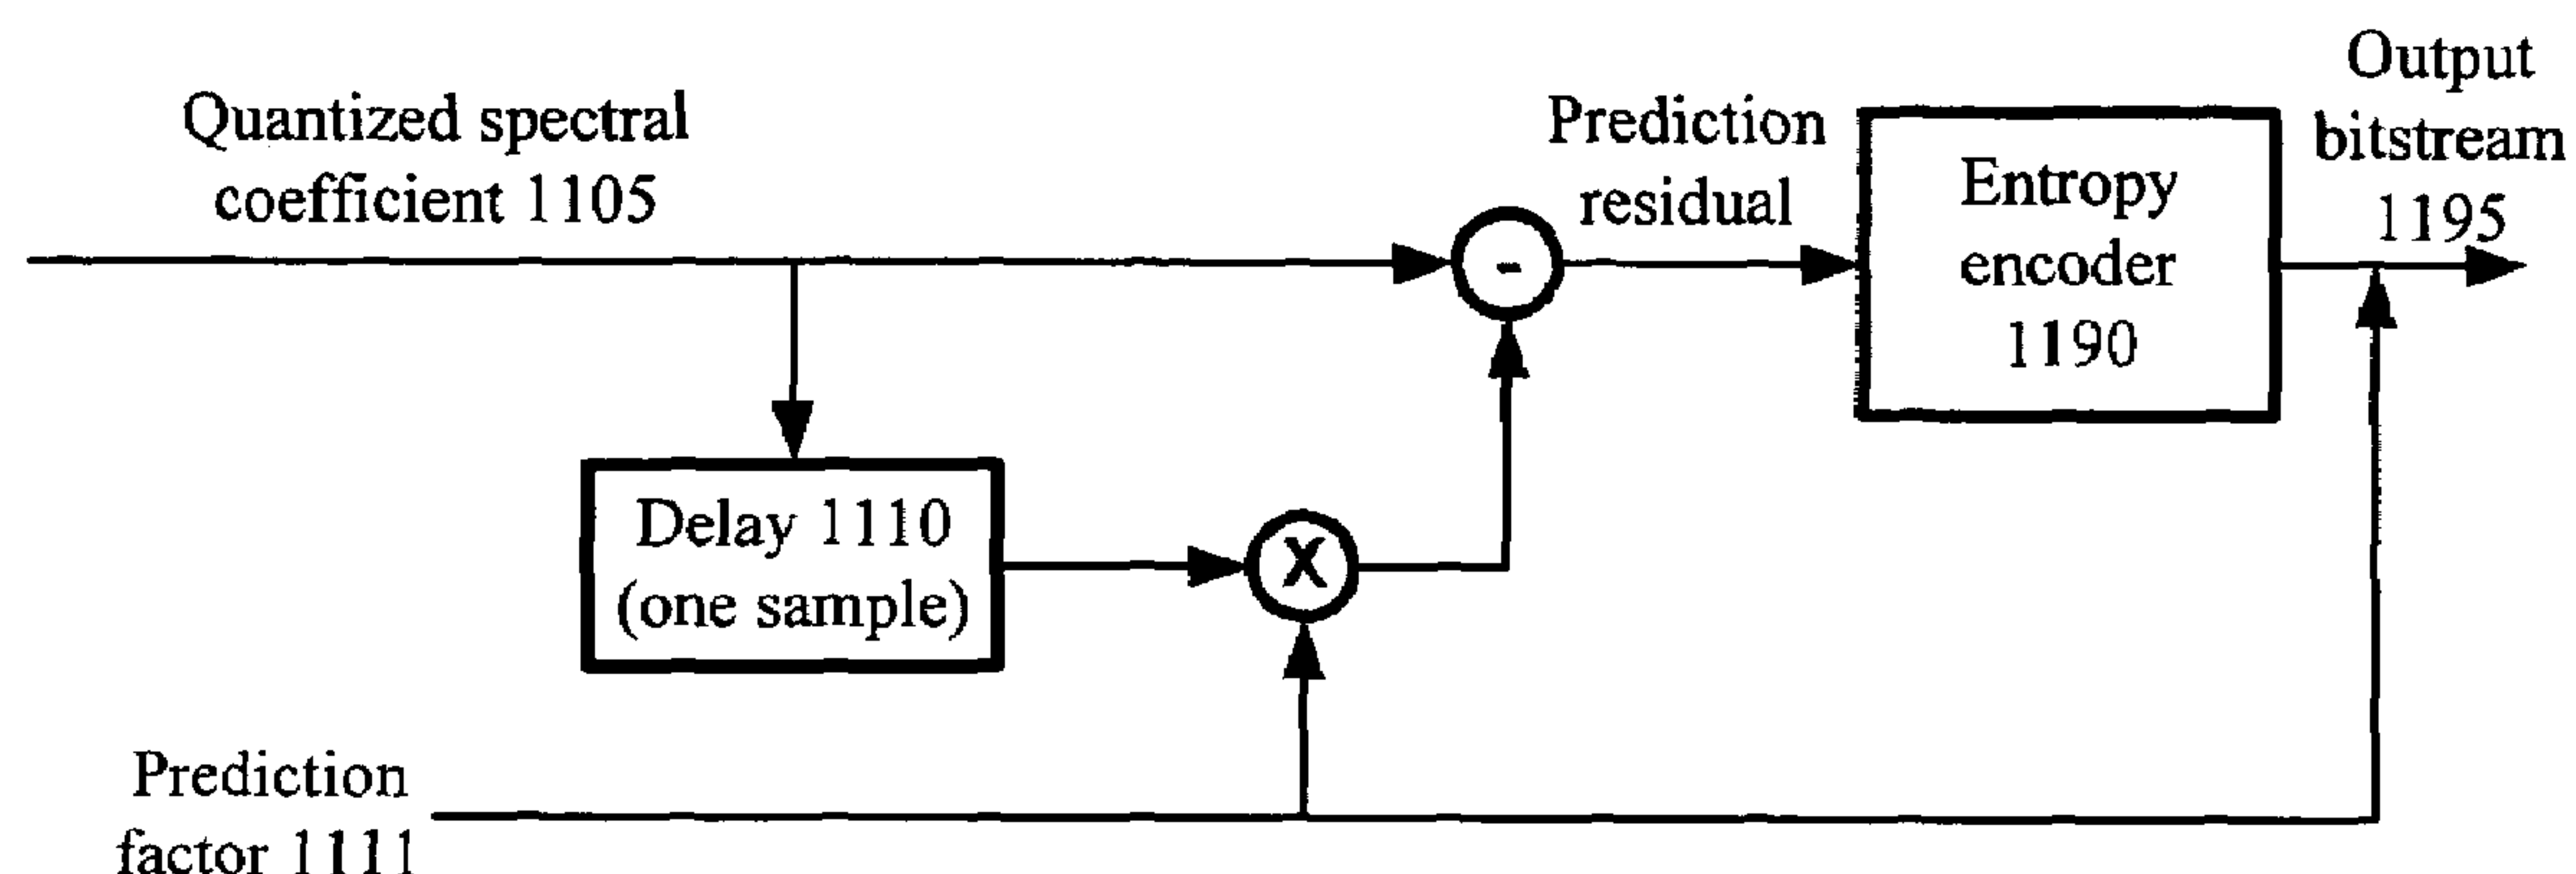 Quantized spectral
coefficient 1105
Prediction
residual
Entropy
encoder
1190
Output
bitstream
1195
-
Delay 1110
(one sample)
X
Prediction
factor 1111